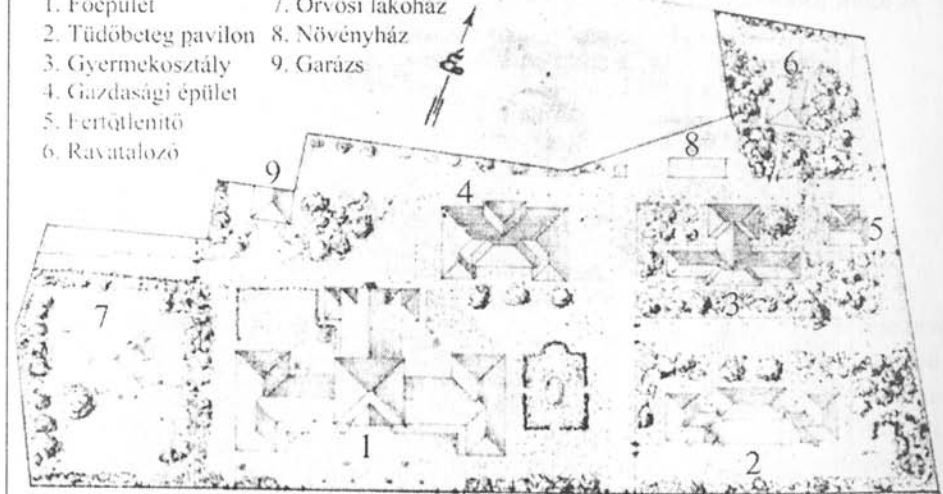 1. Főépület
2. Tüdőbeteg pavilon
3. Gyermekosztály
4. Gazdasági épület
5. Fertőtlenítő
6. Ravatalozó
7. Orvosi lakóház
8. Növényház
9. Garázs
6
8
9
4
5
7
3
1
2